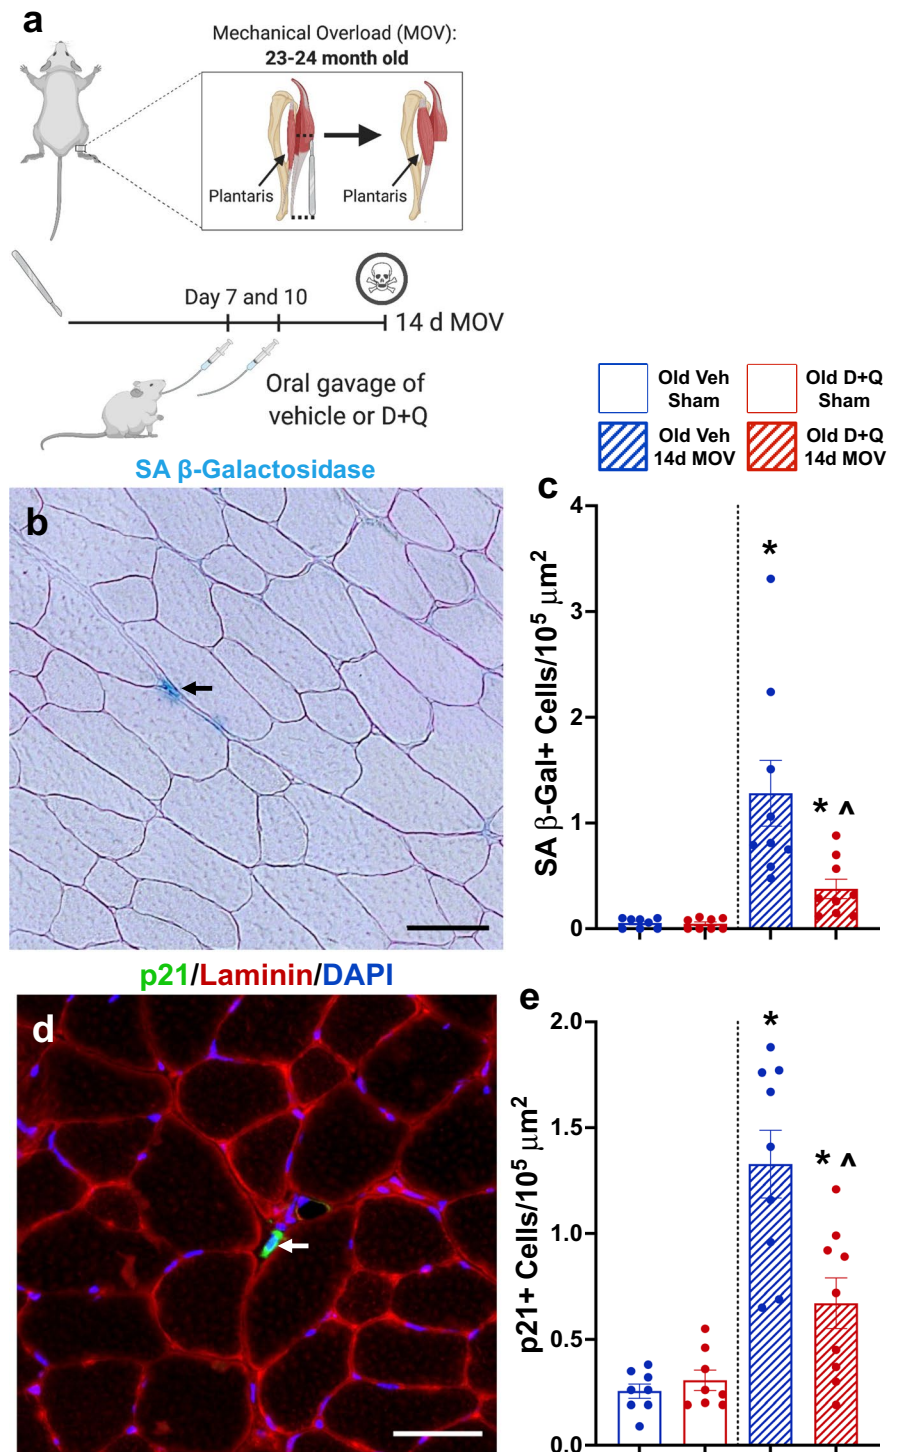 a
Mechanical Overload (MOV):
23-24 month old
Plantaris
Plantaris
Day 7 and 10
14 d MOV
Oral gavage of
vehicle or D+Q
Old Veh
Sham
Old D+Q
Sham
Old Veh
14d MOV
Old D+Q
14d MOV
SA β-Galactosidase
b
c
SA β-Gal+ Cells/10⁵ μm²
4
3
2
1
0
*
* ^
p21/Laminin/DAPI
d
e
p21+ Cells/10⁵ μm²
2.0
1.5
1.0
0.5
0.0
*
* ^